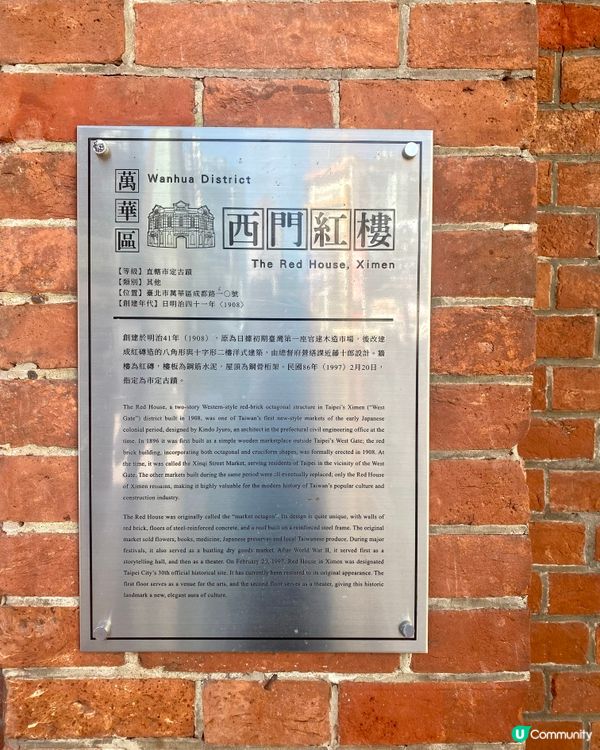 萬華區
Wanhua District
西門紅樓
The Red House, Ximen
【等級】直轄市定古蹟
【類別】其他
【位置】臺北市萬華區成都路一〇號
【創建年代】日明治四十一年（1908）
創建於明治41年（1908），原為日據初期臺灣第一座官建木造市場，後改建
成紅磚造的八角形與十字形二樓洋式建築，由總督府營繕課近藤十郎設計。牆
樓為紅磚，樓板為鋼筋水泥，屋頂為鋼骨桁架。民國86年（1997）2月20日，
指定為市定古蹟。
The Red House, a two-story Western-style red-brick octagonal structure in Taipei's Ximen ("West
Gate") district built in 1908, was one of Taiwan's first new-style markets of the early Japanese
colonial period, designed by Kindo Jyuro, an architect in the prefectural civil engineering office at the
time. In 1896 it was first built as a simple wooden marketplace outside Taipei's West Gate; the red
brick building, incorporating both octagonal and cruciform shapes, was formally erected in 1908. At
the time, it was called the Xinqi Street Market, serving residents of Taipei in the vicinity of the West
Gate. The other markets built during the same period were all eventually replaced; only the Red House
of Ximen remains, making it highly valuable for the modern history of Taiwan's popular culture and
construction industry.
The Red House was originally called the "market octagon". Its design is quite unique, with walls of
red brick, floors of steel-reinforced concrete, and a roof built on a reinforced steel frame. The original
market sold flowers, books, medicine, Japanese preserves and local Taiwanese produce. During major
festivals, it also served as a bustling dry goods market. After World War II, it served first as a
storytelling hall, and then as a theater. On February 20, 1997, Red House in Ximen was designated
Taipei City's 30th official historical site. It has currently been restored to its original appearance. The
first floor serves as a venue for the arts, and the second floor serves as a theater, giving this historic
landmark a new, elegant aura of culture.
U Community